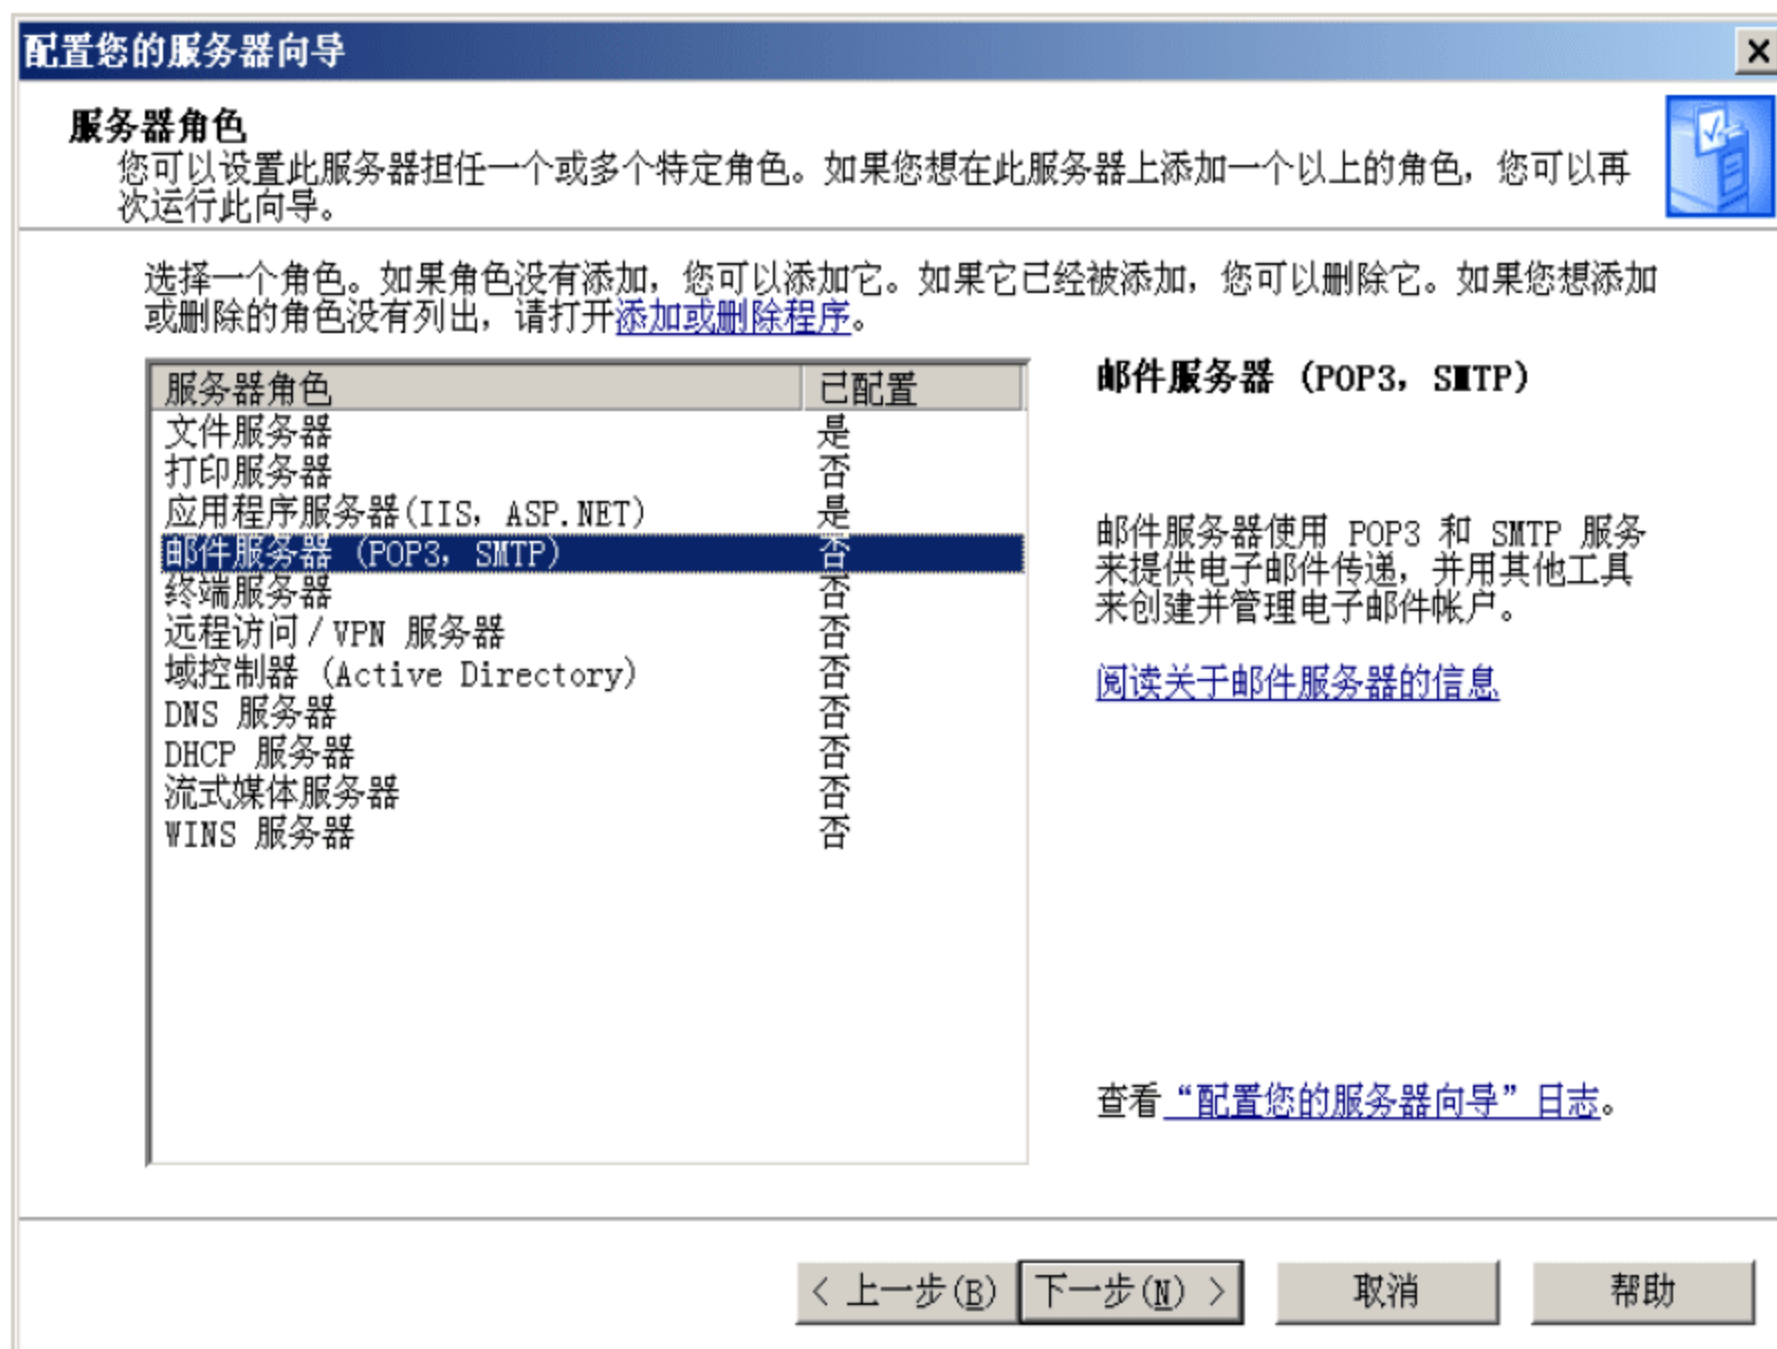 配置您的服务器向导
服务器角色
您可以设置此服务器担任一个或多个特定角色。如果您想在此服务器上添加一个以上的角色，您可以再
次运行此向导。
选择一个角色。如果角色没有添加，您可以添加它。如果它已经被添加，您可以删除它。如果您想添加
或删除的角色没有列出，请打开添加或删除程序。
服务器角色 已配置
文件服务器 是
打印服务器 否
应用程序服务器(IIS, ASP.NET) 是
邮件服务器 (POP3, SMTP) 否
终端服务器 否
远程访问/VPN 服务器 否
域控制器 (Active Directory) 否
DNS 服务器 否
DHCP 服务器 否
流式媒体服务器 否
WINS 服务器 否
邮件服务器 (POP3, SMTP)
邮件服务器使用 POP3 和 SMTP 服务
来提供电子邮件传递，并用其他工具
来创建并管理电子邮件帐户。
阅读关于邮件服务器的信息
查看“配置您的服务器向导”日志。
< 上一步(B) 下一步(N) > 取消 帮助